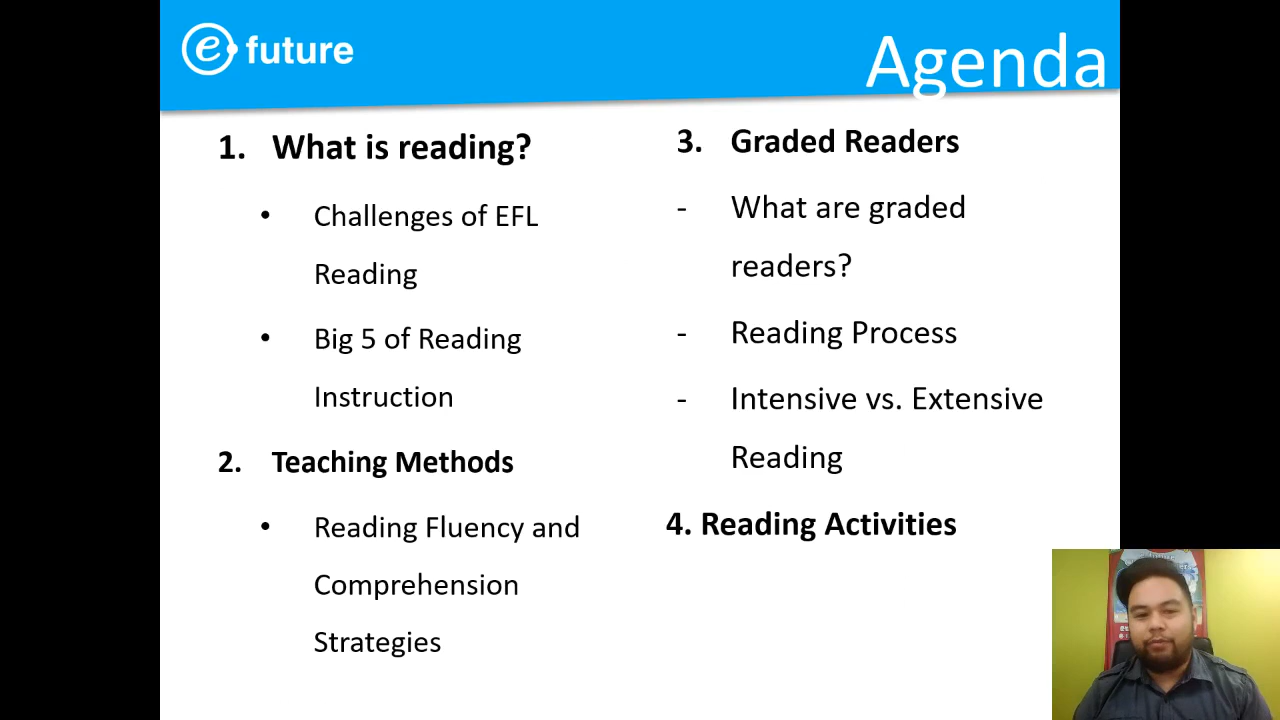 e future
Agenda
1. What is reading?
• Challenges of EFL
Reading
• Big 5 of Reading
Instruction
2. Teaching Methods
• Reading Fluency and
Comprehension
Strategies
3. Graded Readers
- What are graded
readers?
- Reading Process
- Intensive vs. Extensive
Reading
4. Reading Activities